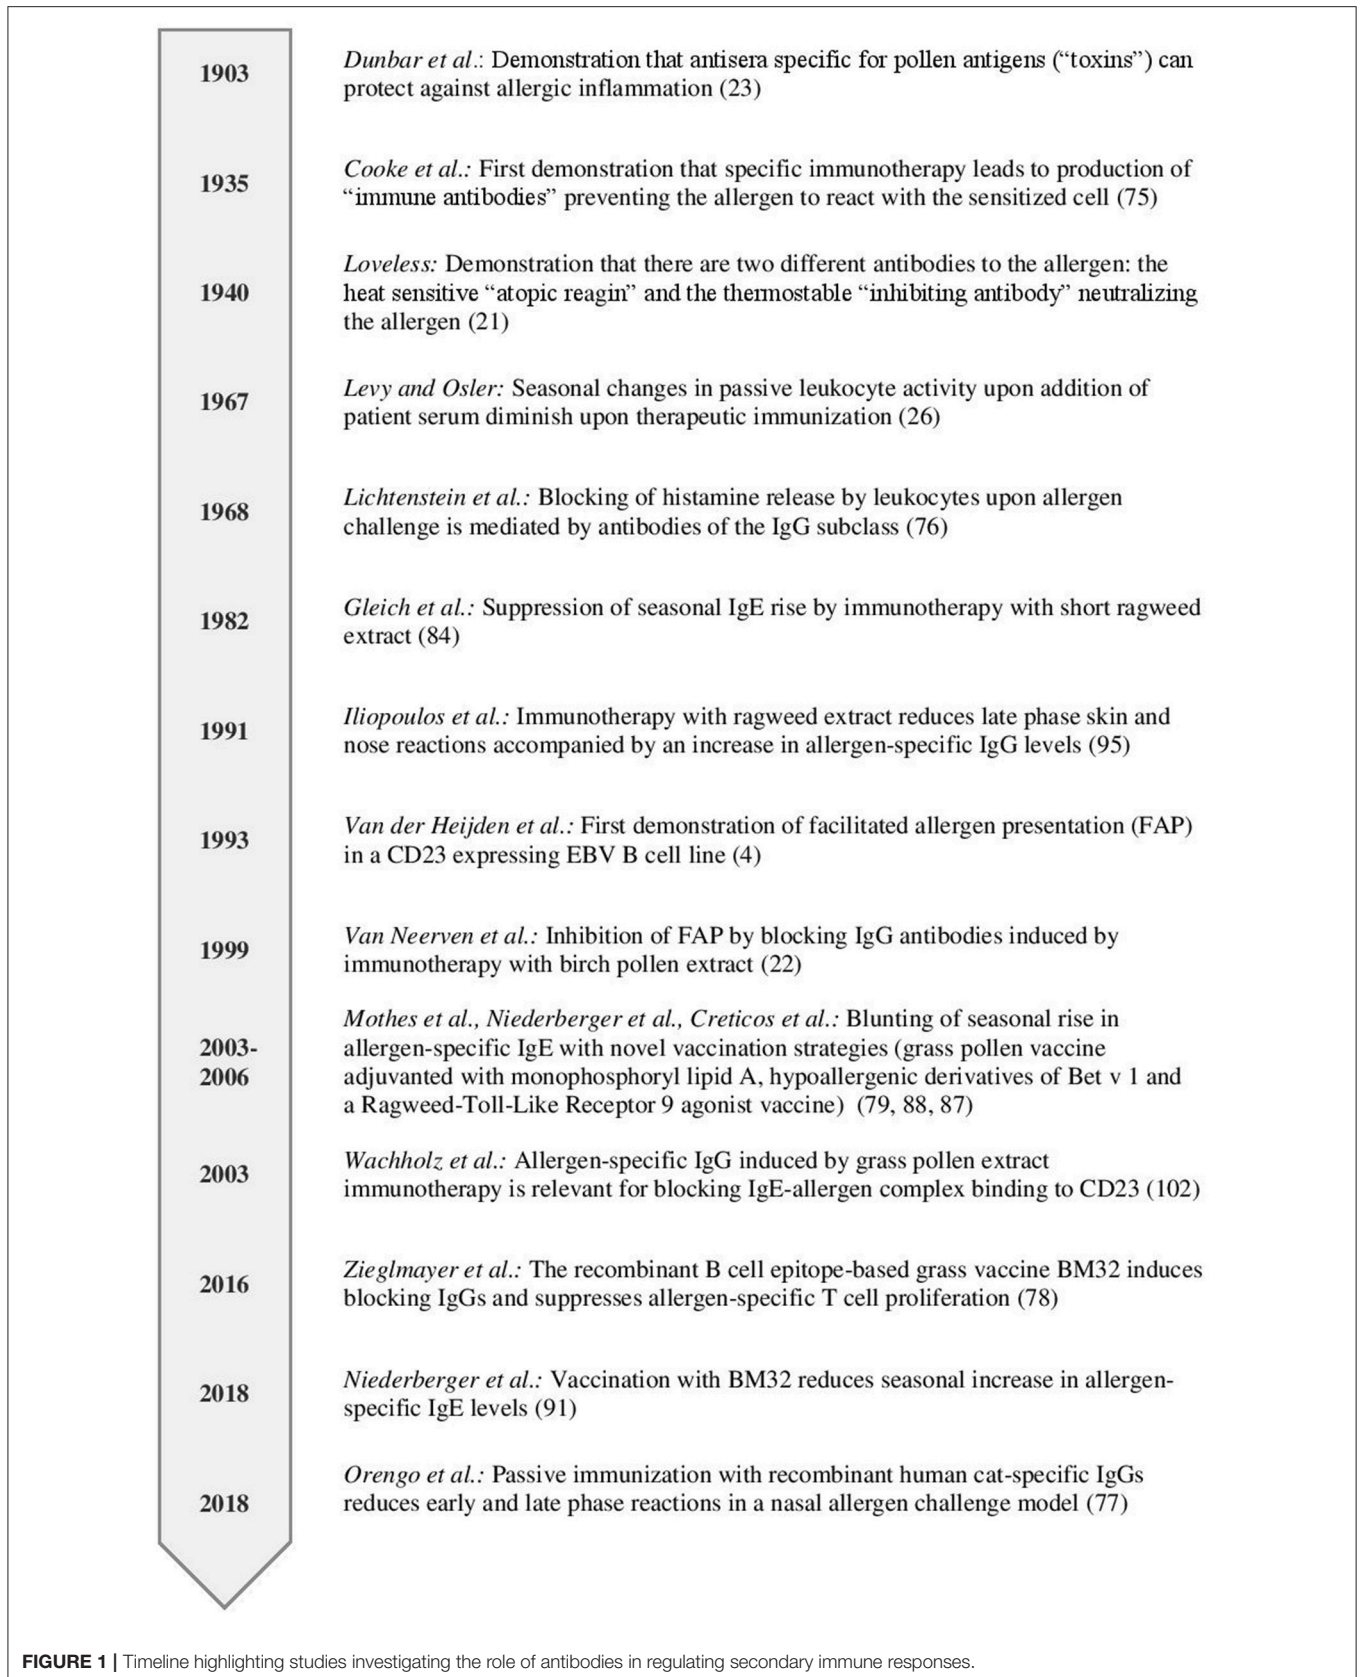 1903
Dunbar et al.: Demonstration that antisera specific for pollen antigens (“toxins”) can
protect against allergic inflammation (23)
1935
Cooke et al.: First demonstration that specific immunotherapy leads to production of
“immune antibodies” preventing the allergen to react with the sensitized cell (75)
1940
Loveless: Demonstration that there are two different antibodies to the allergen: the
heat sensitive “atopic reagin” and the thermostable “inhibiting antibody” neutralizing
the allergen (21)
1967
Levy and Osler: Seasonal changes in passive leukocyte activity upon addition of
patient serum diminish upon therapeutic immunization (26)
1968
Lichtenstein et al.: Blocking of histamine release by leukocytes upon allergen
challenge is mediated by antibodies of the IgG subclass (76)
1982
Gleich et al.: Suppression of seasonal IgE rise by immunotherapy with short ragweed
extract (84)
1991
Iliopoulos et al.: Immunotherapy with ragweed extract reduces late phase skin and
nose reactions accompanied by an increase in allergen-specific IgG levels (95)
1993
Van der Heijden et al.: First demonstration of facilitated allergen presentation (FAP)
in a CD23 expressing EBV B cell line (4)
1999
Van Neerven et al.: Inhibition of FAP by blocking IgG antibodies induced by
immunotherapy with birch pollen extract (22)
2003-
2006
Mothes et al., Niederberger et al., Creticos et al.: Blunting of seasonal rise in
allergen-specific IgE with novel vaccination strategies (grass pollen vaccine
adjuvanted with monophosphoryl lipid A, hypoallergenic derivatives of Bet v 1 and
a Ragweed-Toll-Like Receptor 9 agonist vaccine) (79, 88, 87)
2003
Wachholz et al.: Allergen-specific IgG induced by grass pollen extract
immunotherapy is relevant for blocking IgE-allergen complex binding to CD23 (102)
2016
Zieglmayer et al.: The recombinant B cell epitope-based grass vaccine BM32 induces
blocking IgGs and suppresses allergen-specific T cell proliferation (78)
2018
Niederberger et al.: Vaccination with BM32 reduces seasonal increase in allergen-
specific IgE levels (91)
2018
Orengo et al.: Passive immunization with recombinant human cat-specific IgGs
reduces early and late phase reactions in a nasal allergen challenge model (77)
FIGURE 1 | Timeline highlighting studies investigating the role of antibodies in regulating secondary immune responses.